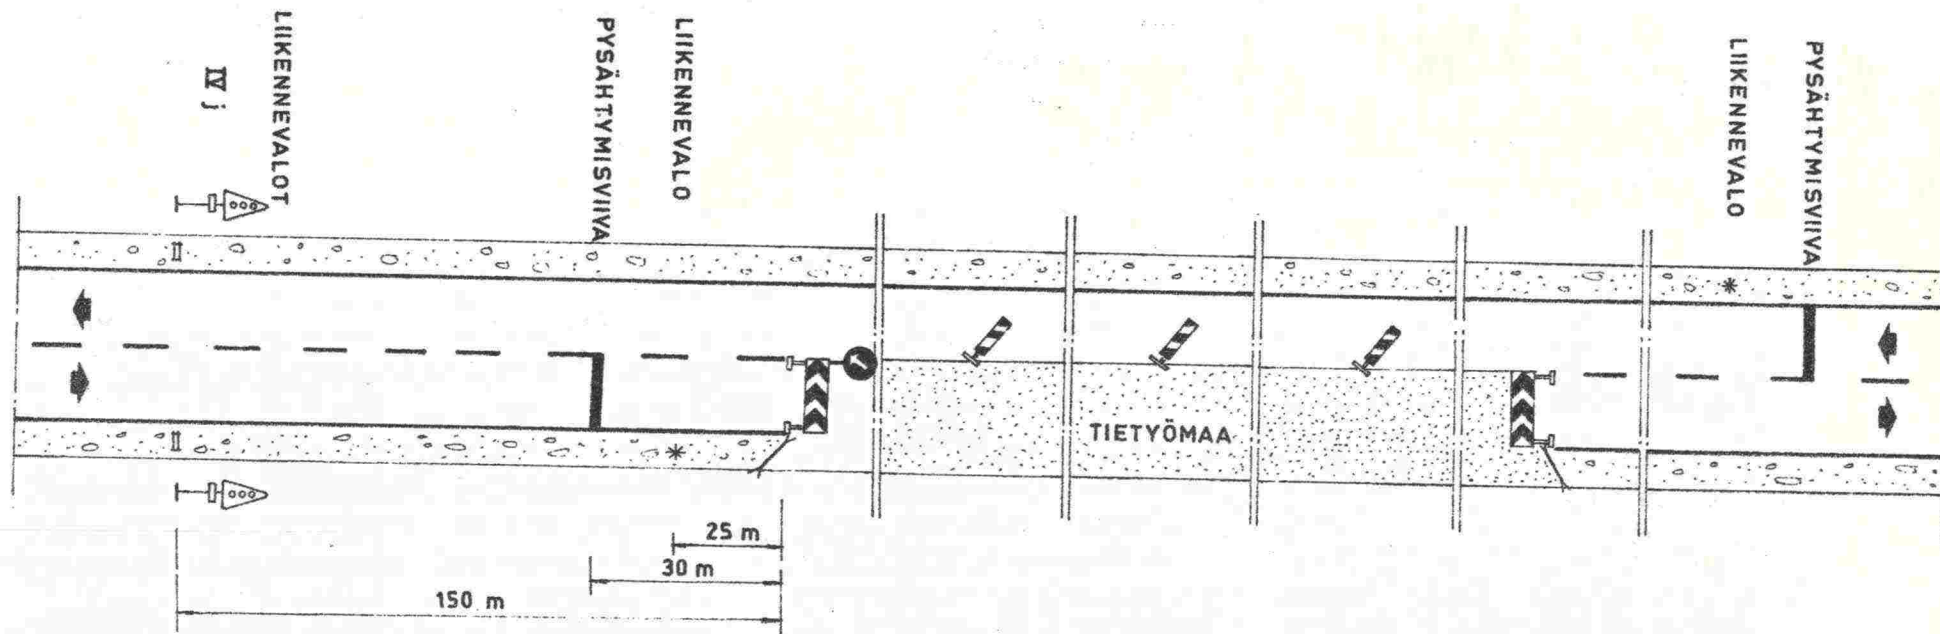 IV j
LIIKENNEVALOT
PYSÄHTYMISVIIVA
LIIKENNEVALO
LIIKENNEVALO
PYSÄHTYMISVIIVA
TIETYÖMAA
25 m
30 m
150 m